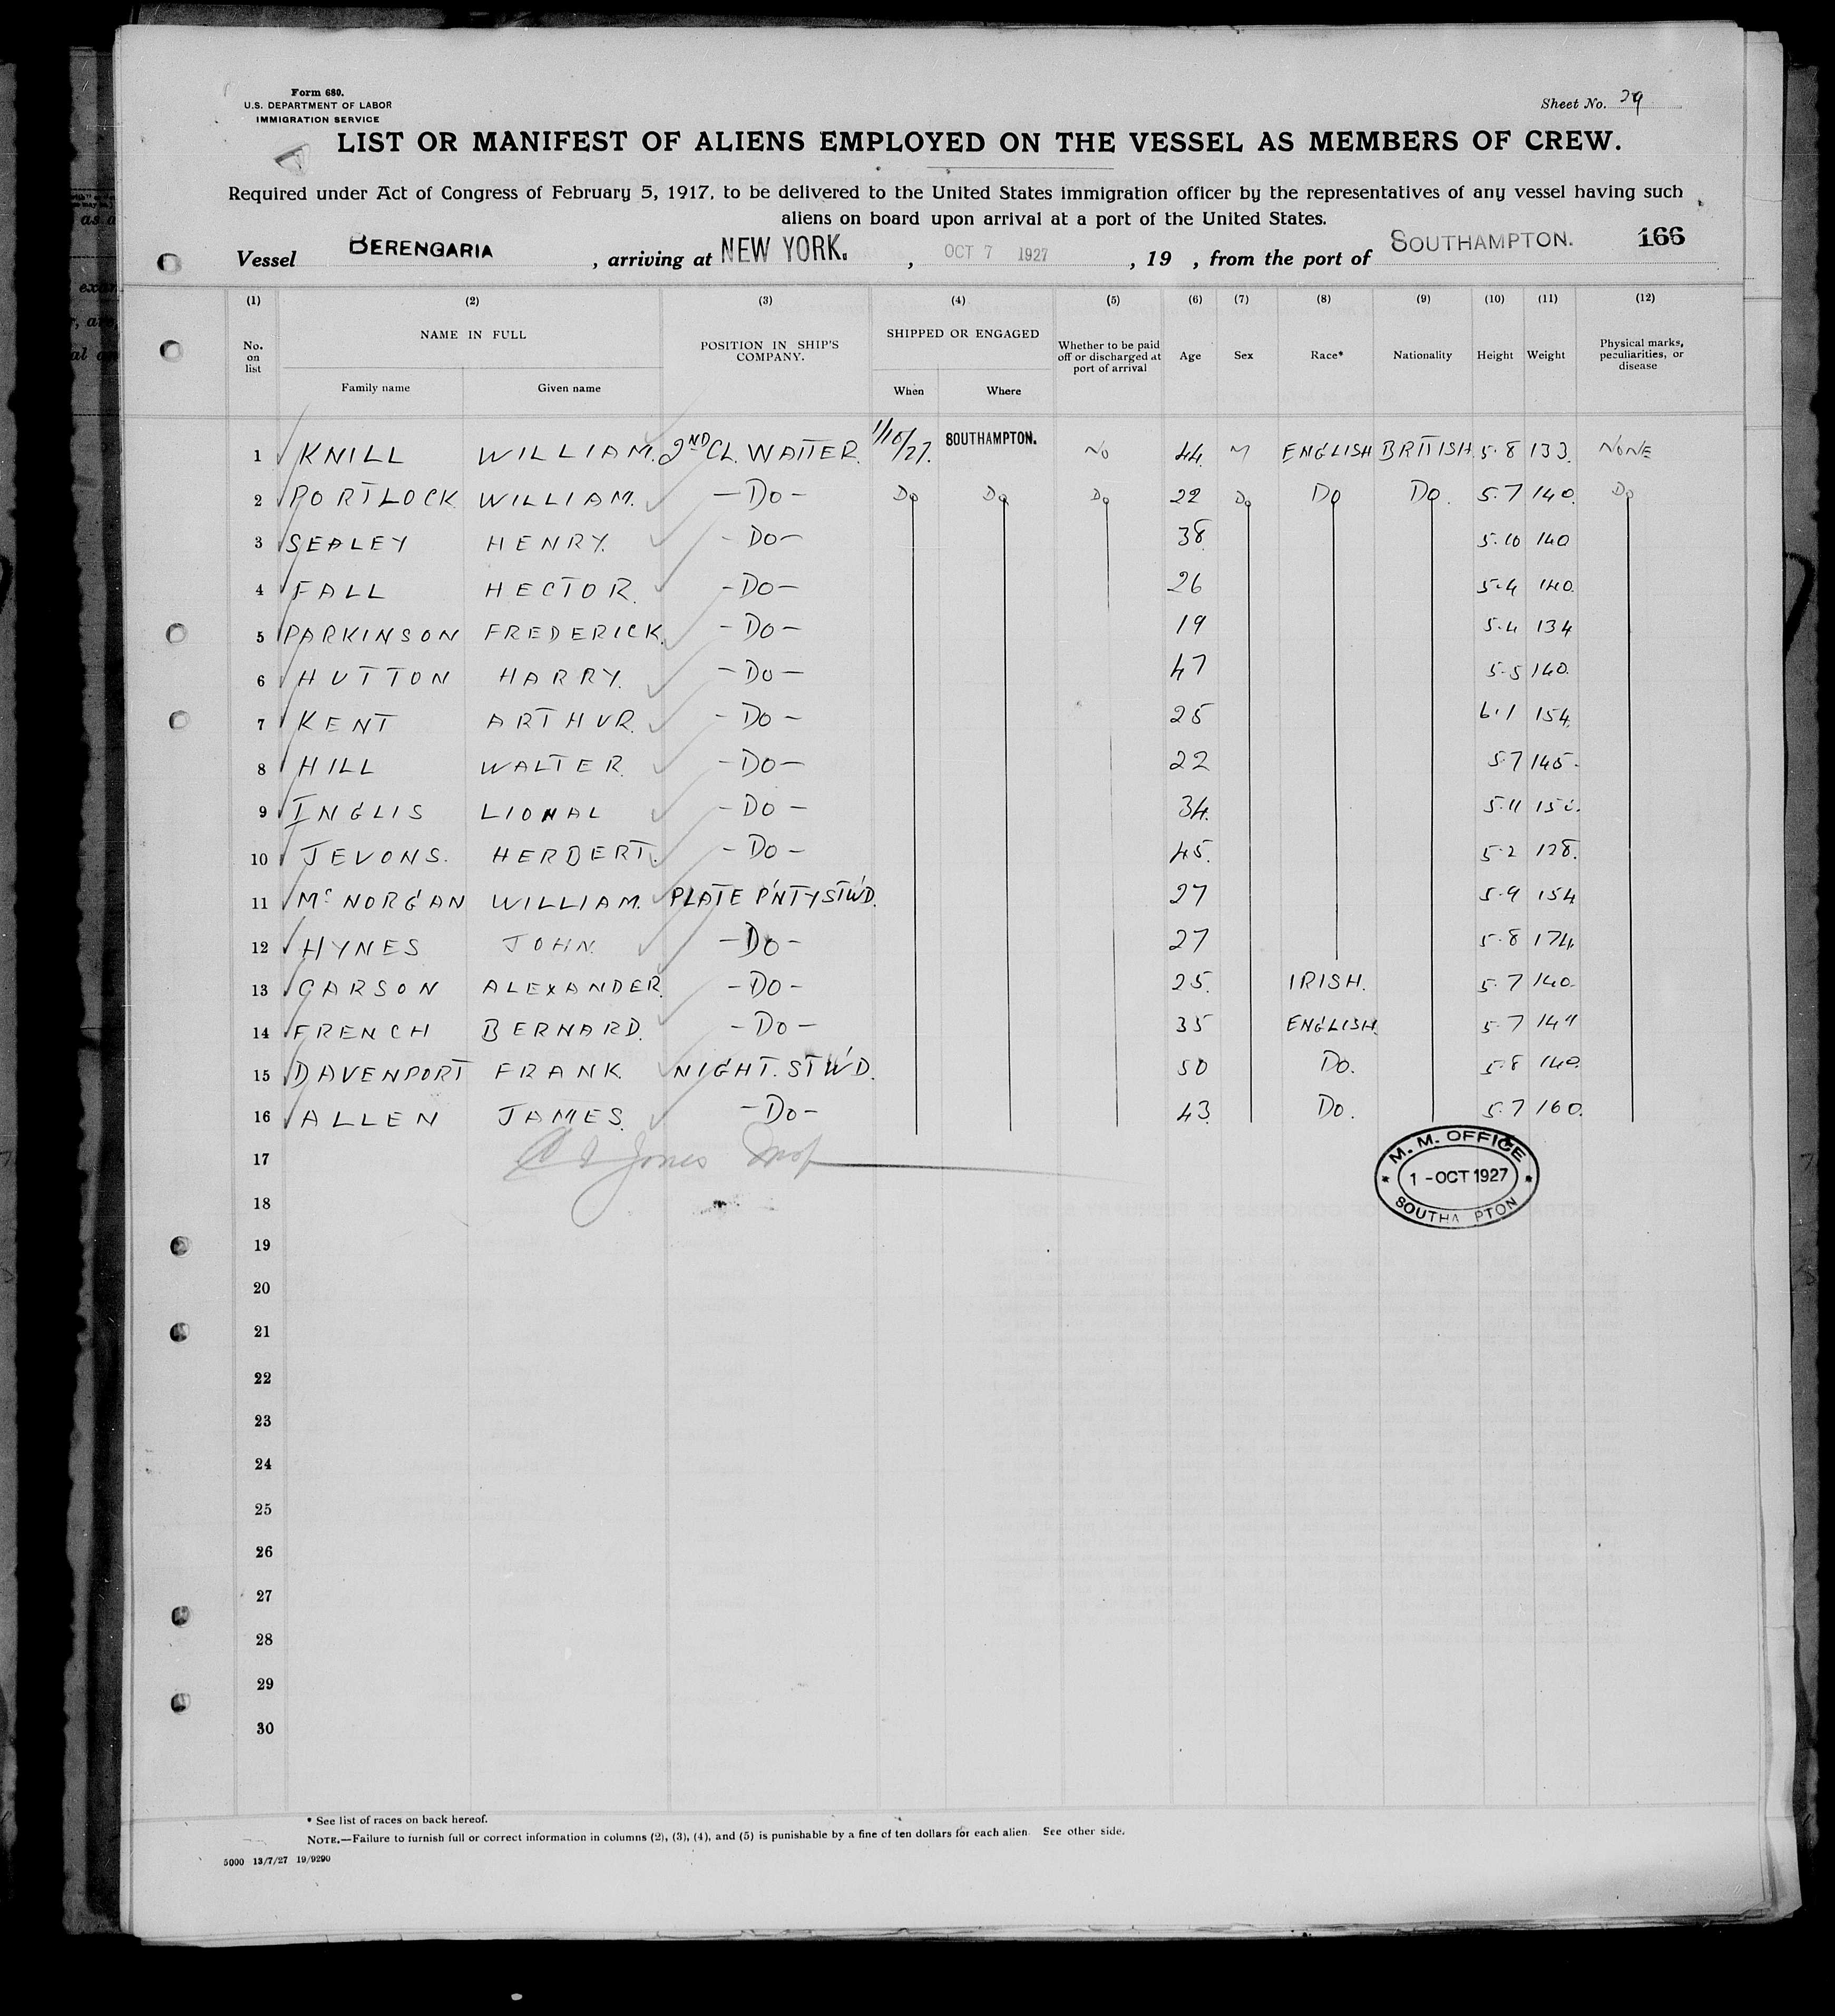 Form 680.
U.S. DEPARTMENT OF LABOR
IMMIGRATION SERVICE
Sheet No. 29
LIST OR MANIFEST OF ALIENS EMPLOYED ON THE VESSEL AS MEMBERS OF CREW.
Required under Act of Congress of February 5, 1917, to be delivered to the United States immigration officer by the representatives of any vessel having such
aliens on board upon arrival at a port of the United States.
Vessel BERENGARIA , arriving at NEW YORK. , OCT 7 1927 , 19 , from the port of SOUTHAMPTON. 166
(1) (2) (3) (4) (5) (6) (7) (8) (9) (10) (11) (12)
No. on list NAME IN FULL Family name Given name POSITION IN SHIP'S COMPANY. SHIPPED OR ENGAGED When Where Whether to be paid off or discharged at port of arrival Age Sex Race* Nationality Height Weight Physical marks, peculiarities, or disease
1 KNILL WILLIAM. 2ND CL. WAITER. 1/10/27. SOUTHAMPTON. NO 44. M ENGLISH BRITISH. 5.8 133. NONE
2 PORTLOCK WILLIAM. -DO- DO DO DO 22 DO DO DO. 5.7 140. DO
3 SEALEY HENRY. -DO- 38. 5.10 140
4 FALL HECTOR. -DO- 26 5.4 140.
5 PARKINSON FREDERICK. -DO- 19 5.4 134
6 HUTTON HARRY. -DO- 47 5.5 140.
7 KENT ARTHUR. -DO- 25 6.1 154.
8 HILL WALTER. -DO- 22 5.7 145.
9 INGLIS LIONAL -DO- 34. 5.11
10 JEVONS. HERBERT. -DO- 45. 5.2 128.
11 Mc NORGAN WILLIAM. PLATE P'NTY STW'D. 27 5.9 154
12 HYNES JOHN. -DO- 27 5.8 174.
13 CARSON ALEXANDER. -DO- 25. IRISH. 5.7 140.
14 FRENCH BERNARD. -DO- 35 ENGLISH. 5.7
15 DAVENPORT FRANK. NIGHT. STW'D. 50 DO. 5.8 140.
16 ALLEN JAMES. -DO- 43. DO. 5.7 160.
17 Jones
18
19
20
21
22
23
24
25
26
27
28
29
30
M. M. OFFICE
1-OCT 1927
SOUTHA PTON
* See list of races on back hereof.
NOTE.—Failure to furnish full or correct information in columns (2), (3), (4), and (5) is punishable by a fine of ten dollars for each alien. See other side.
5000 13/7/27 19/9290